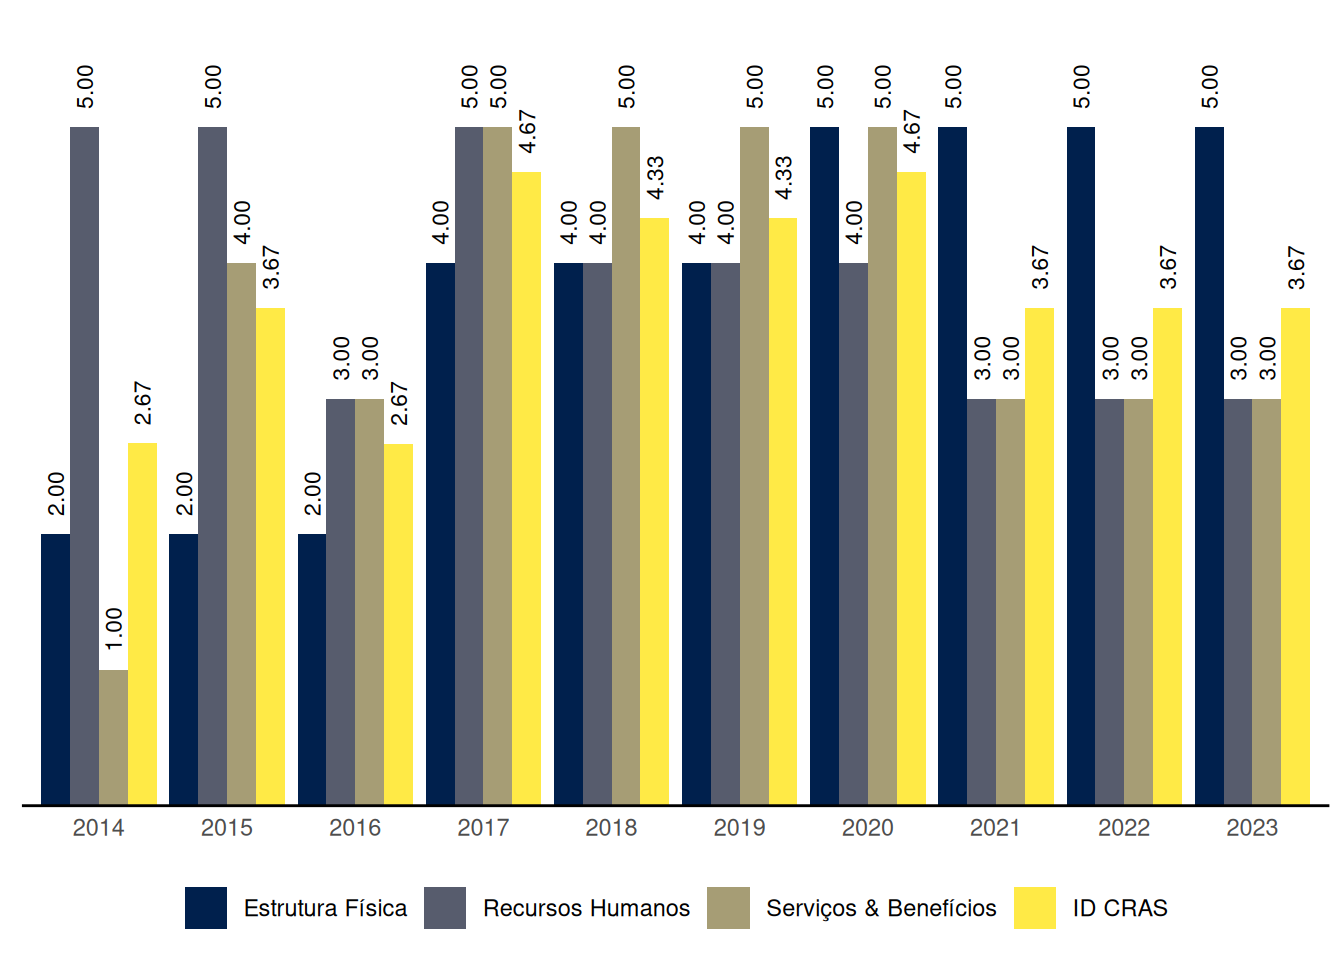 2.00 5.00 1.00 2.67
2.00 5.00 4.00 3.67
2.00 3.00 3.00 2.67
4.00 5.00 5.00 4.67
4.00 4.00 5.00 4.33
4.00 4.00 5.00 4.33
5.00 4.00 5.00 4.67
5.00 3.00 3.00 3.67
5.00 3.00 3.00 3.67
5.00 3.00 3.00 3.67
2014 2015 2016 2017 2018 2019 2020 2021 2022 2023
Estrutura Física Recursos Humanos Serviços & Benefícios ID CRAS